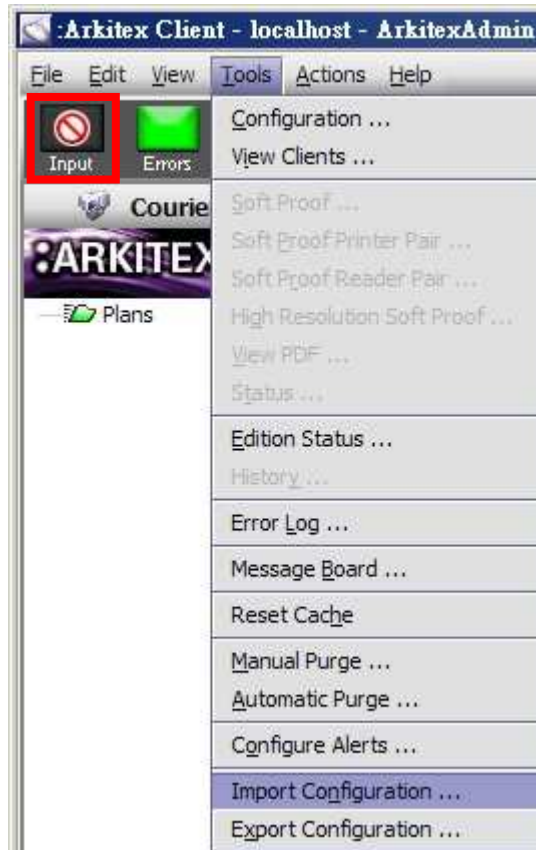 :Arkitex Client - localhost - ArkitexAdmin
File Edit View Tools Actions Help
Input Errors
Courie
:ARKITEX
Plans
Configuration ...
View Clients ...
Soft Proof ...
Soft Proof Printer Pair ...
Soft Proof Reader Pair ...
High Resolution Soft Proof ...
View PDF ...
Status ...
Edition Status ...
History ...
Error Log ...
Message Board ...
Reset Cache
Manual Purge ...
Automatic Purge ...
Configure Alerts ...
Import Configuration ...
Export Configuration ...